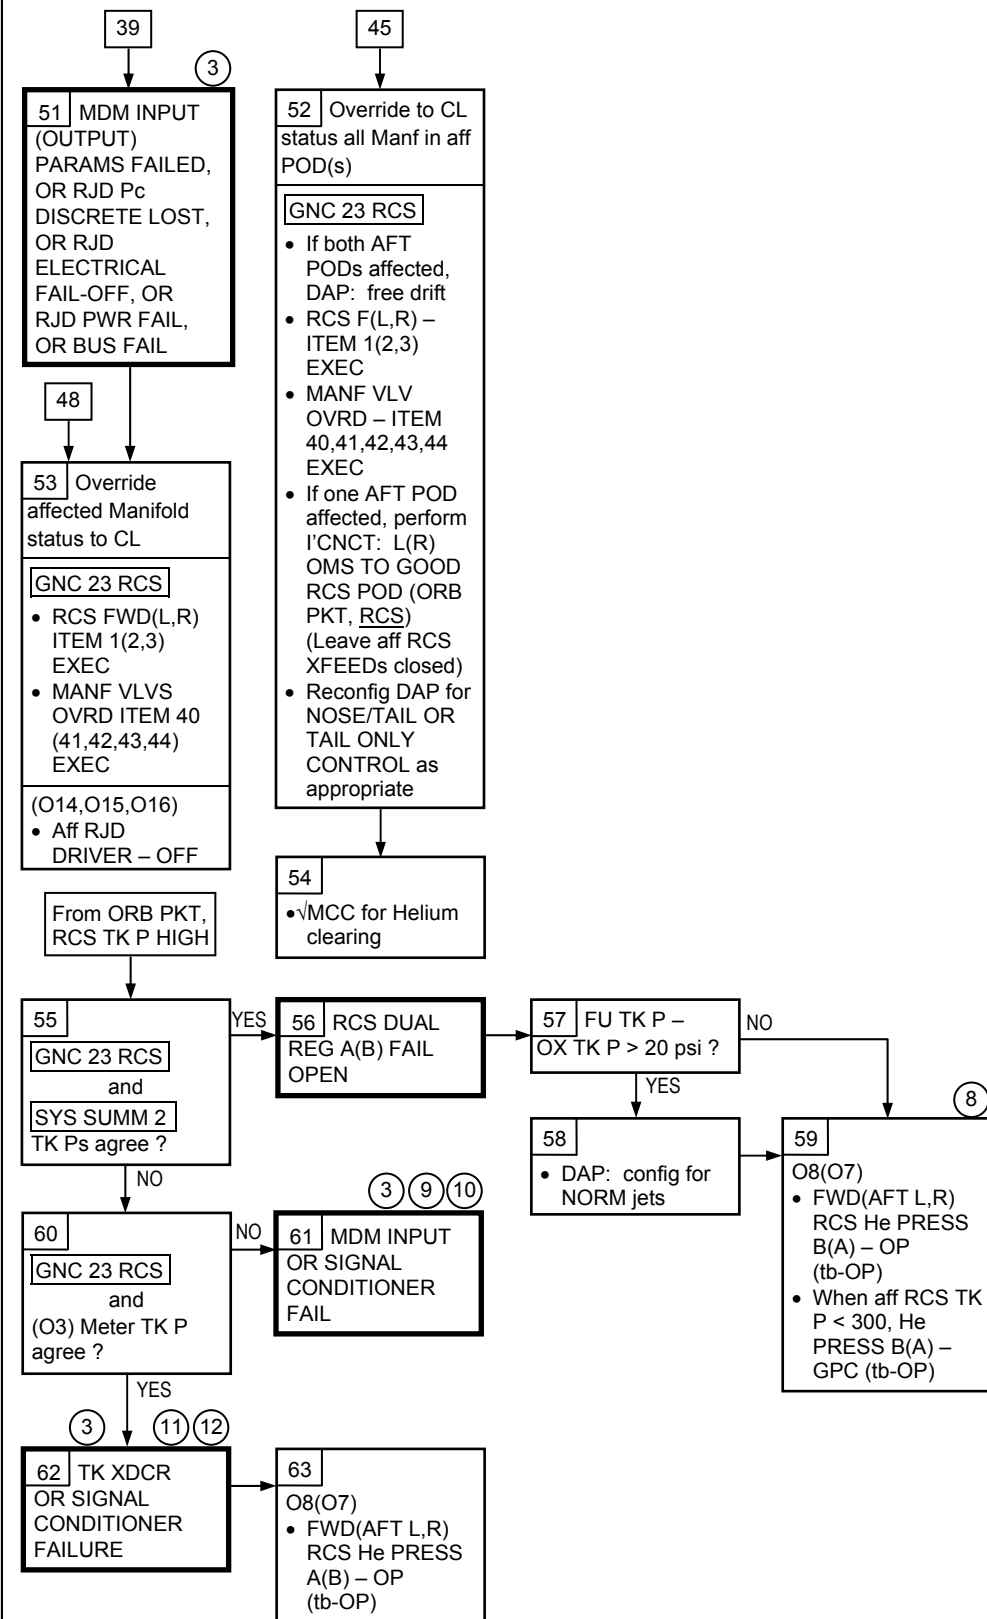 39
3
51 MDM INPUT
(OUTPUT)
PARAMS FAILED,
OR RJD Pc
DISCRETE LOST,
OR RJD
ELECTRICAL
FAIL-OFF, OR
RJD PWR FAIL,
OR BUS FAIL
48
53 Override
affected Manifold
status to CL
GNC 23 RCS
• RCS FWD(L,R)
ITEM 1(2,3)
EXEC
• MANF VLVS
OVRD ITEM 40
(41,42,43,44)
EXEC
(O14,O15,O16)
• Aff RJD
DRIVER – OFF
45
52 Override to CL
status all Manf in aff
POD(s)
GNC 23 RCS
• If both AFT
PODs affected,
DAP: free drift
• RCS F(L,R) –
ITEM 1(2,3)
EXEC
• MANF VLV
OVRD – ITEM
40,41,42,43,44
EXEC
• If one AFT POD
affected, perform
I'CNCT: L(R)
OMS TO GOOD
RCS POD (ORB
PKT, RCS)
(Leave aff RCS
XFEEDs closed)
• Reconfig DAP for
NOSE/TAIL OR
TAIL ONLY
CONTROL as
appropriate
54
•√MCC for Helium
clearing
From ORB PKT,
RCS TK P HIGH
55
GNC 23 RCS
and
SYS SUMM 2
TK Ps agree ?
YES
56 RCS DUAL
REG A(B) FAIL
OPEN
57 FU TK P –
OX TK P > 20 psi ?
NO
YES
58
• DAP: config for
NORM jets
8
59
O8(O7)
• FWD(AFT L,R)
RCS He PRESS
B(A) – OP
(tb-OP)
• When aff RCS TK
P < 300, He
PRESS B(A) –
GPC (tb-OP)
NO
60
GNC 23 RCS
and
(O3) Meter TK P
agree ?
NO
3 9 10
61 MDM INPUT
OR SIGNAL
CONDITIONER
FAIL
YES
3 11 12
62 TK XDCR
OR SIGNAL
CONDITIONER
FAILURE
63
O8(O7)
• FWD(AFT L,R)
RCS He PRESS
A(B) – OP
(tb-OP)